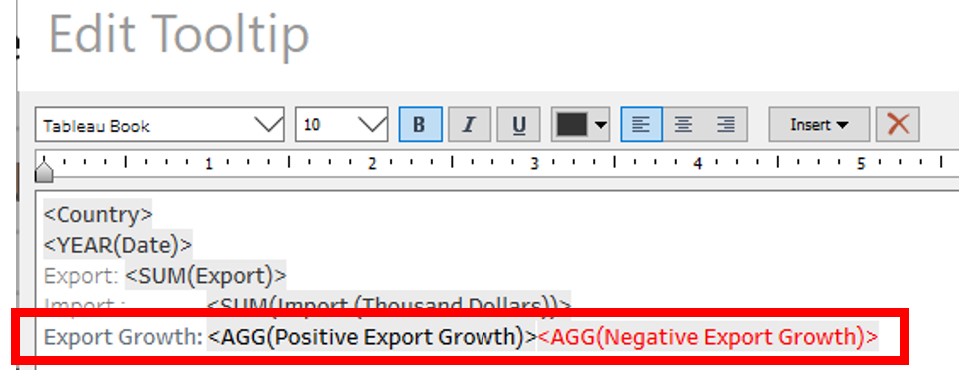 Edit Tooltip
Tableau Book 10 B I U Insert
1 2 3 4 5
<Country>
<YEAR(Date)>
Export: <SUM(Export)>
Import : <SUM(Import (Thousand Dollars))>
Export Growth: <AGG(Positive Export Growth)><AGG(Negative Export Growth)>